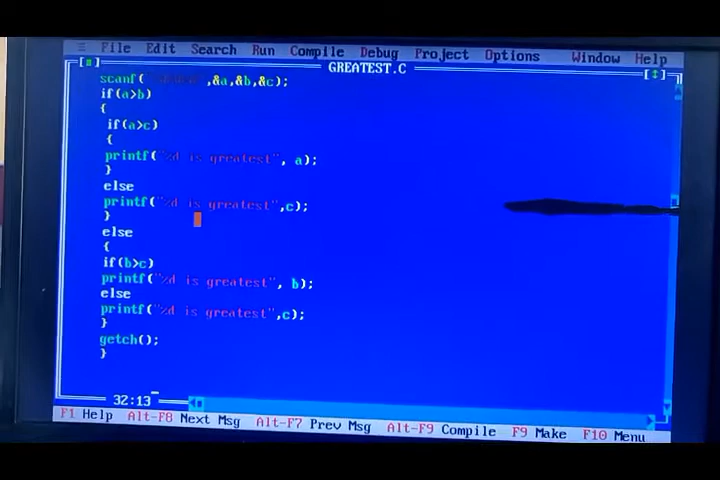 ≡ File Edit Search Run Compile Debug Project Options Window Help
[■] GREATEST.C [↕]
scanf(" ",&a,&b,&c);
if(a>b)
{
if(a>c)
{
printf("%d is greatest", a);
}
else
printf("%d is greatest",c);
}
else
{
if(b>c)
printf("%d is greatest", b);
else
printf("%d is greatest",c);
}
getch();
}
32:13
F1 Help Alt-F8 Next Msg Alt-F7 Prev Msg Alt-F9 Compile F9 Make F10 Menu